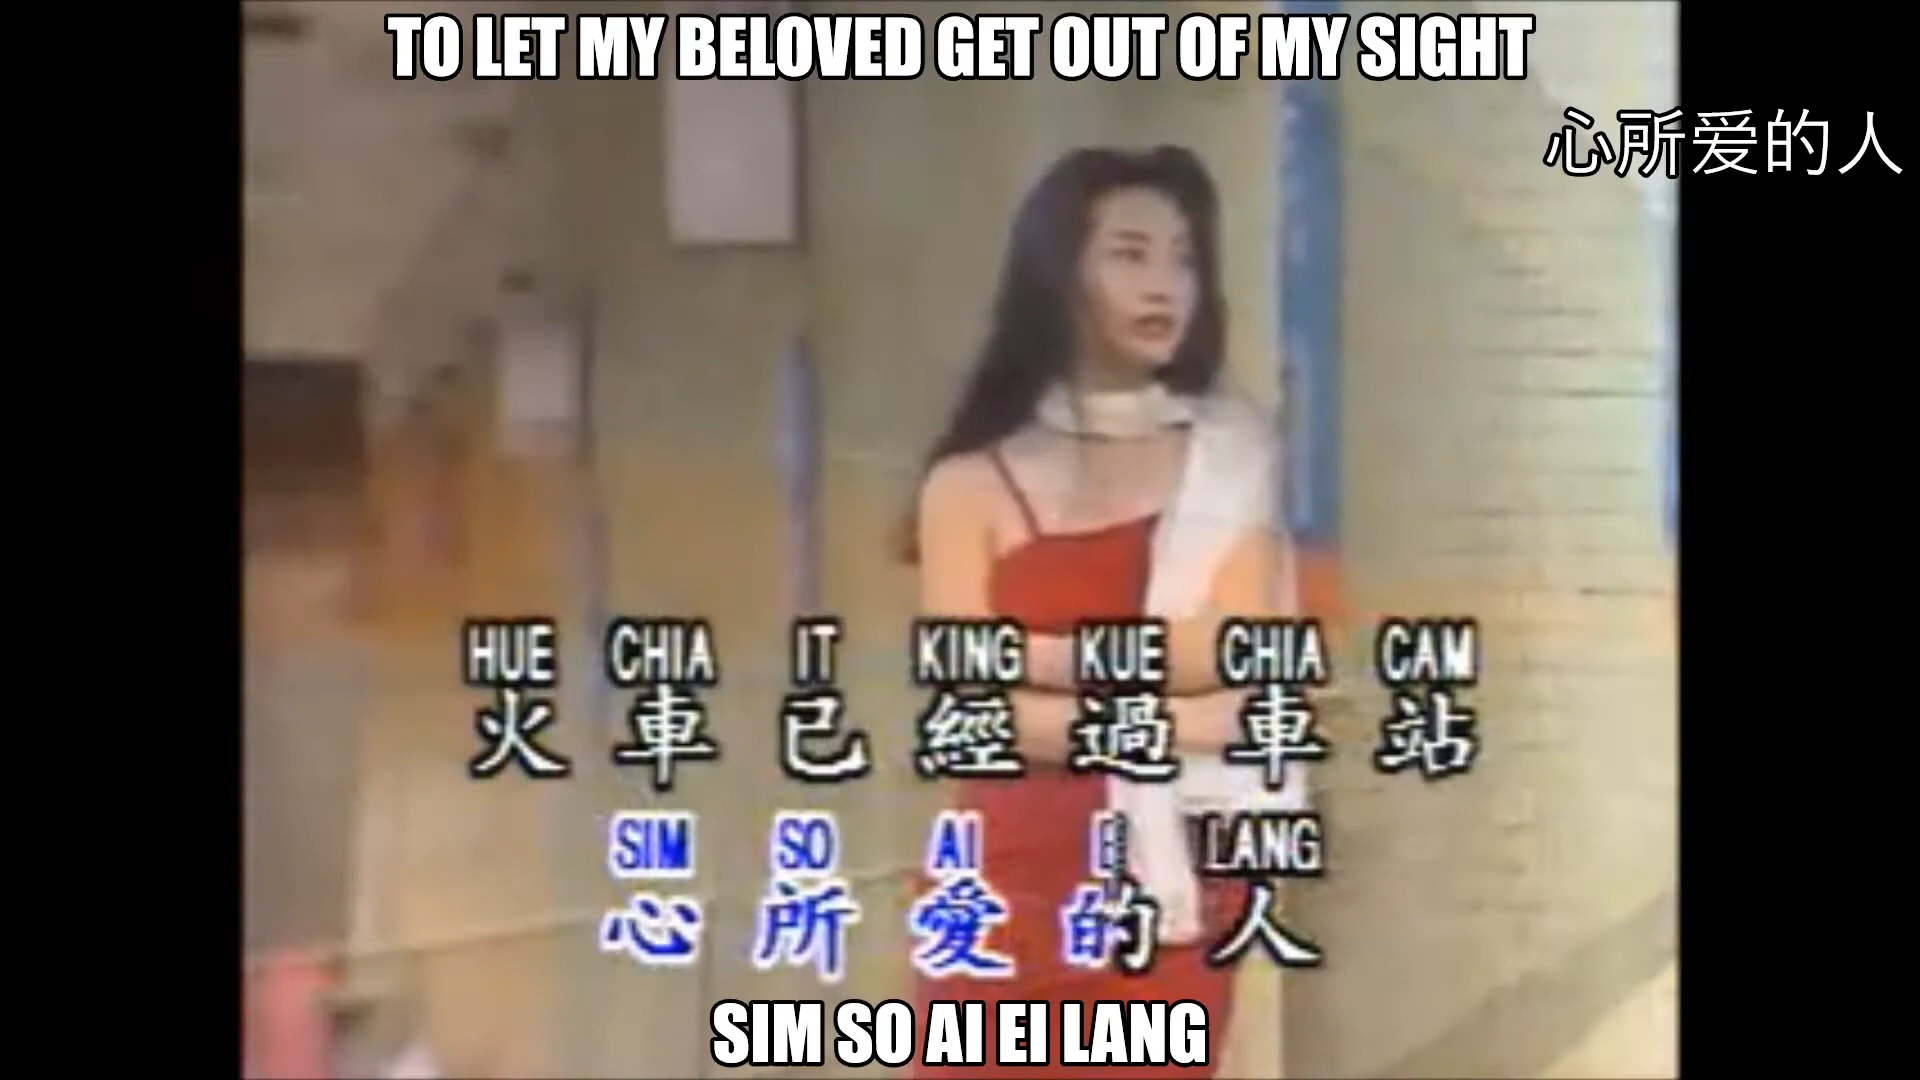 TO LET MY BELOVED GET OUT OF MY SIGHT
心所爱的人
HUE CHIA IT KING KUE CHIA CAM
火車已經過車站
SIM SO AI E LANG
心所愛的人
SIM SO AI EI LANG